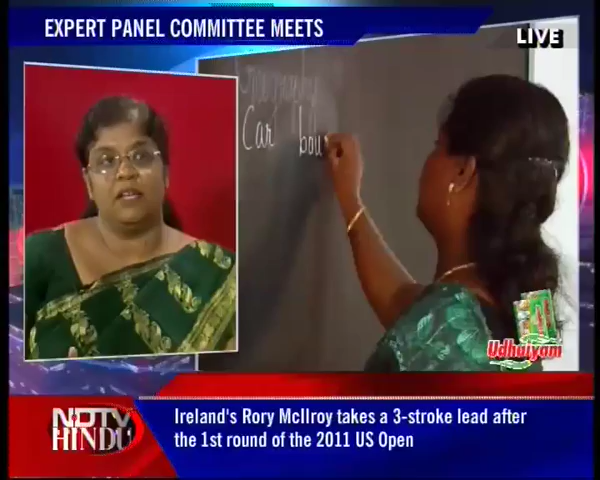 EXPERT PANEL COMMITTEE MEETS
LIVE
Car bou
Udhaiyam
NDTV
HINDU
Ireland's Rory McIlroy takes a 3-stroke lead after
the 1st round of the 2011 US Open